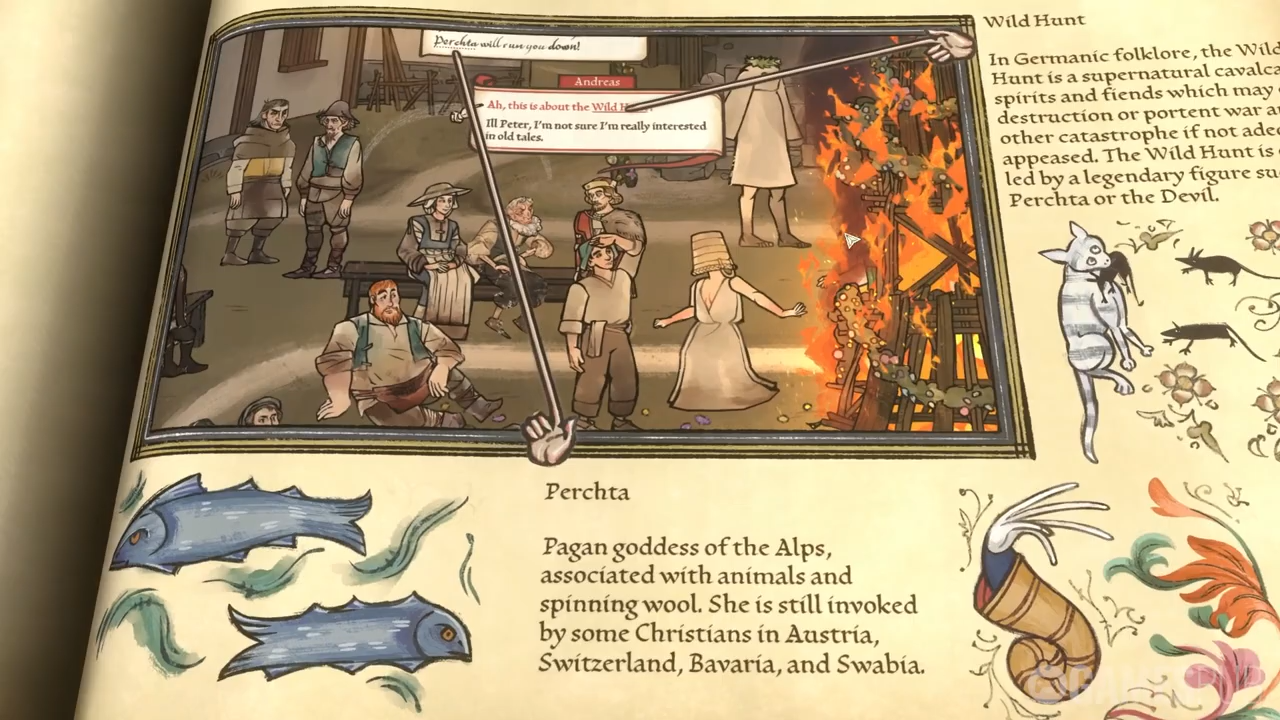 Perchta will run you down!
Andreas
Ah, this is about the Wild
Ill Peter, I'm not sure I'm really interested
in old tales.
Wild Hunt
In Germanic folklore, the Wild
Hunt is a supernatural cavalca
spirits and fiends which may
destruction or portent war a
other catastrophe if not ade
appeased. The Wild Hunt is
led by a legendary figure su
Perchta or the Devil.
Perchta
Pagan goddess of the Alps,
associated with animals and
spinning wool. She is still invoked
by some Christians in Austria,
Switzerland, Bavaria, and Swabia.